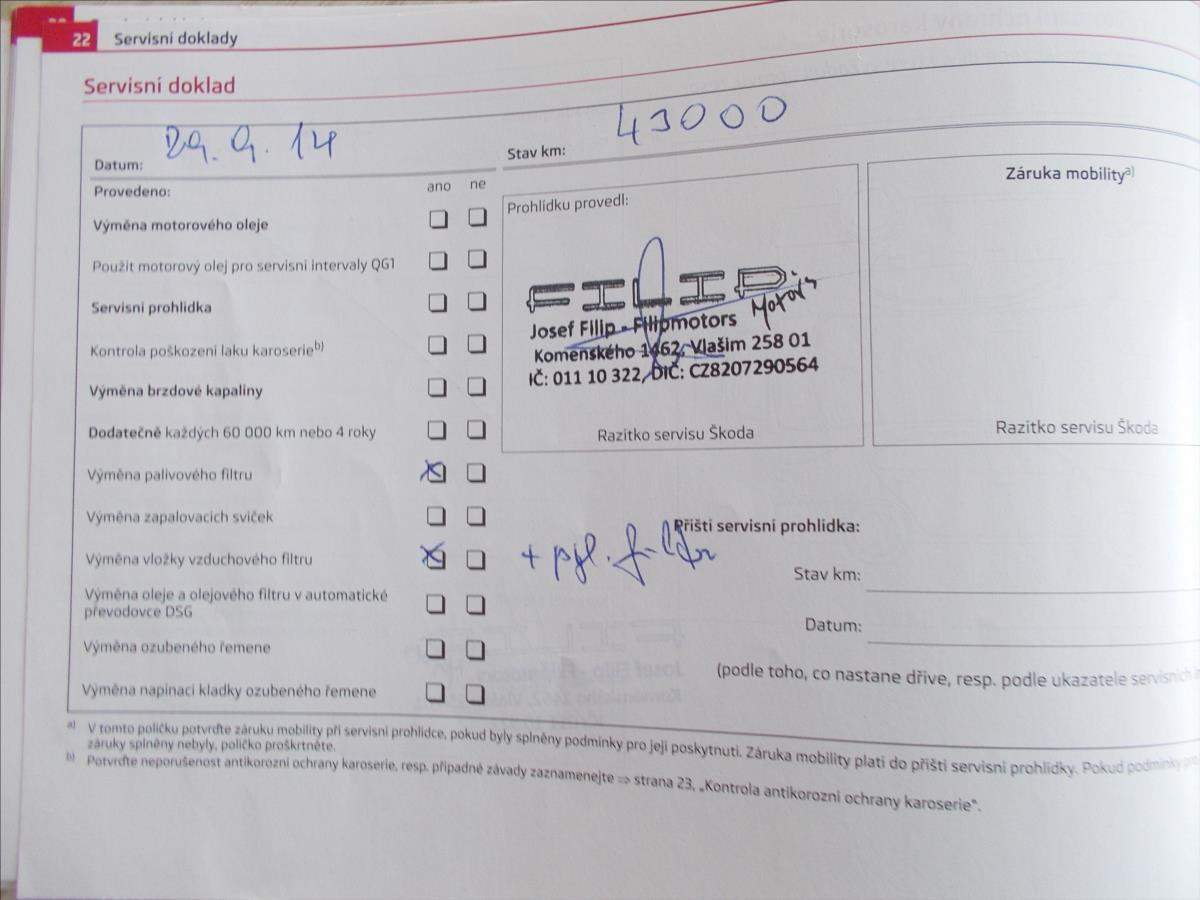 22 Servisní doklady
Servisní doklad
Datum: 29. 9. 14
Stav km: 43000
Provedeno: ano ne
Výměna motorového oleje
Použit motorový olej pro servisní intervaly QG1
Servisní prohlídka
Kontrola poškození laku karoserie b)
Výměna brzdové kapaliny
Dodatečně každých 60 000 km nebo 4 roky
Výměna palivového filtru
Výměna zapalovacích svíček
Výměna vložky vzduchového filtru
Výměna oleje a olejového filtru v automatické
převodovce DSG
Výměna ozubeného řemene
Výměna napínací kladky ozubeného řemene
Prohlídku provedl:
FILIP
Motors
Josef Filip - Filipmotors
Komenského 1462, Vlašim 258 01
IČ: 011 10 322, DIČ: CZ8207290564
Razítko servisu Škoda
Záruka mobility a)
Razítko servisu Škoda
+ pyl. filtr
Příští servisní prohlídka:
Stav km:
Datum:
(podle toho, co nastane dříve, resp. podle ukazatele servisních
a) V tomto políčku potvrďte záruku mobility při servisní prohlídce, pokud byly splněny podmínky pro její poskytnutí. Záruka mobility platí do příští servisní prohlídky. Pokud podmínky
záruky splněny nebyly, políčko proškrtněte.
b) Potvrďte neporušenost antikorozní ochrany karoserie, resp. případné závady zaznamenejte ⇒ strana 23, „Kontrola antikorozní ochrany karoserie".